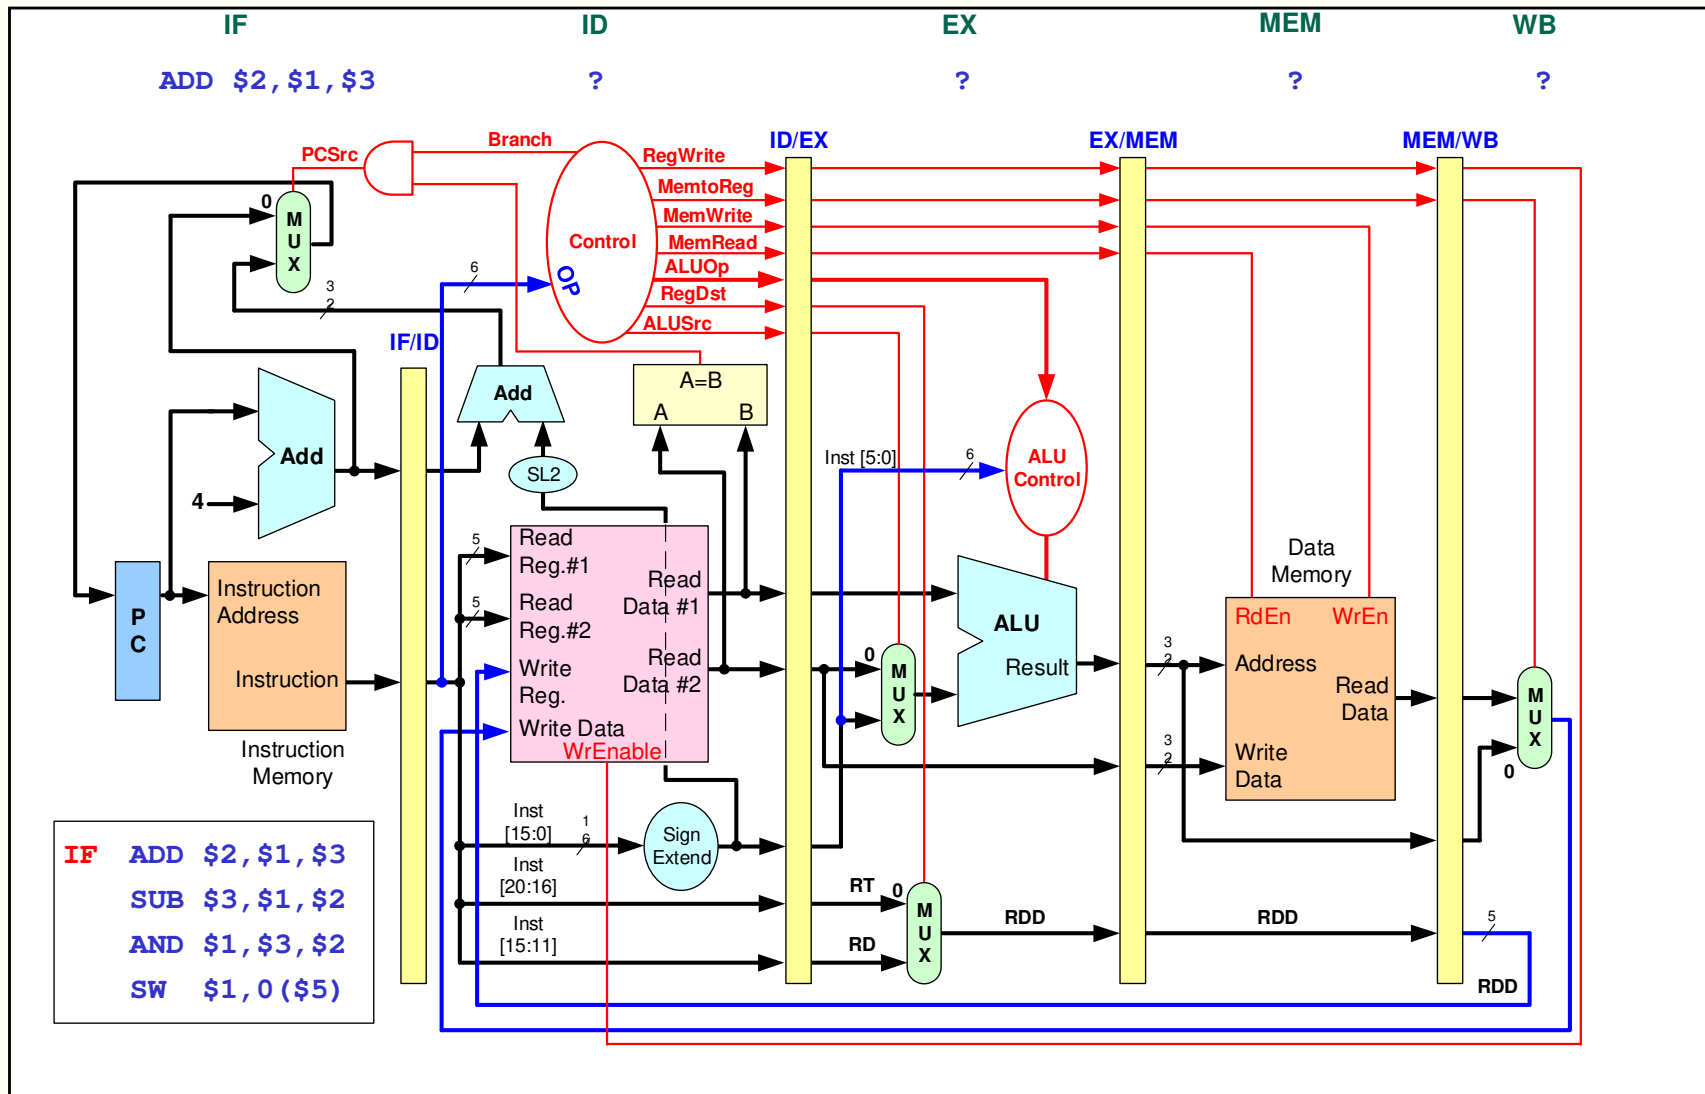 IF ID EX MEM WB
ADD $2,$1,$3 ? ? ? ?
ID/EX EX/MEM MEM/WB
PCSrc
Branch
RegWrite
MemtoReg
MemWrite
MemRead
ALUOp
RegDst
ALUSrc
Control
OP
6
0
M
U
X
3
2
IF/ID
Add
4
Add
SL2
A=B
A B
P
C
Instruction
Address
Instruction
Instruction
Memory
5
Read
Reg.#1
5
Read
Reg.#2
Write
Reg.
Write Data
WrEnable
Read
Data #1
Read
Data #2
Inst [5:0]
6
ALU
Control
ALU
Result
0
M
U
X
Data
Memory
RdEn WrEn
3
2
Address
Read
Data
3
2
Write
Data
M
U
X
0
Inst
[15:0]
1
6
Sign
Extend
Inst
[20:16]
Inst
[15:11]
RT
0
RD
M
U
X
RDD
RDD
5
RDD
IF ADD $2,$1,$3
SUB $3,$1,$2
AND $1,$3,$2
SW $1,0($5)